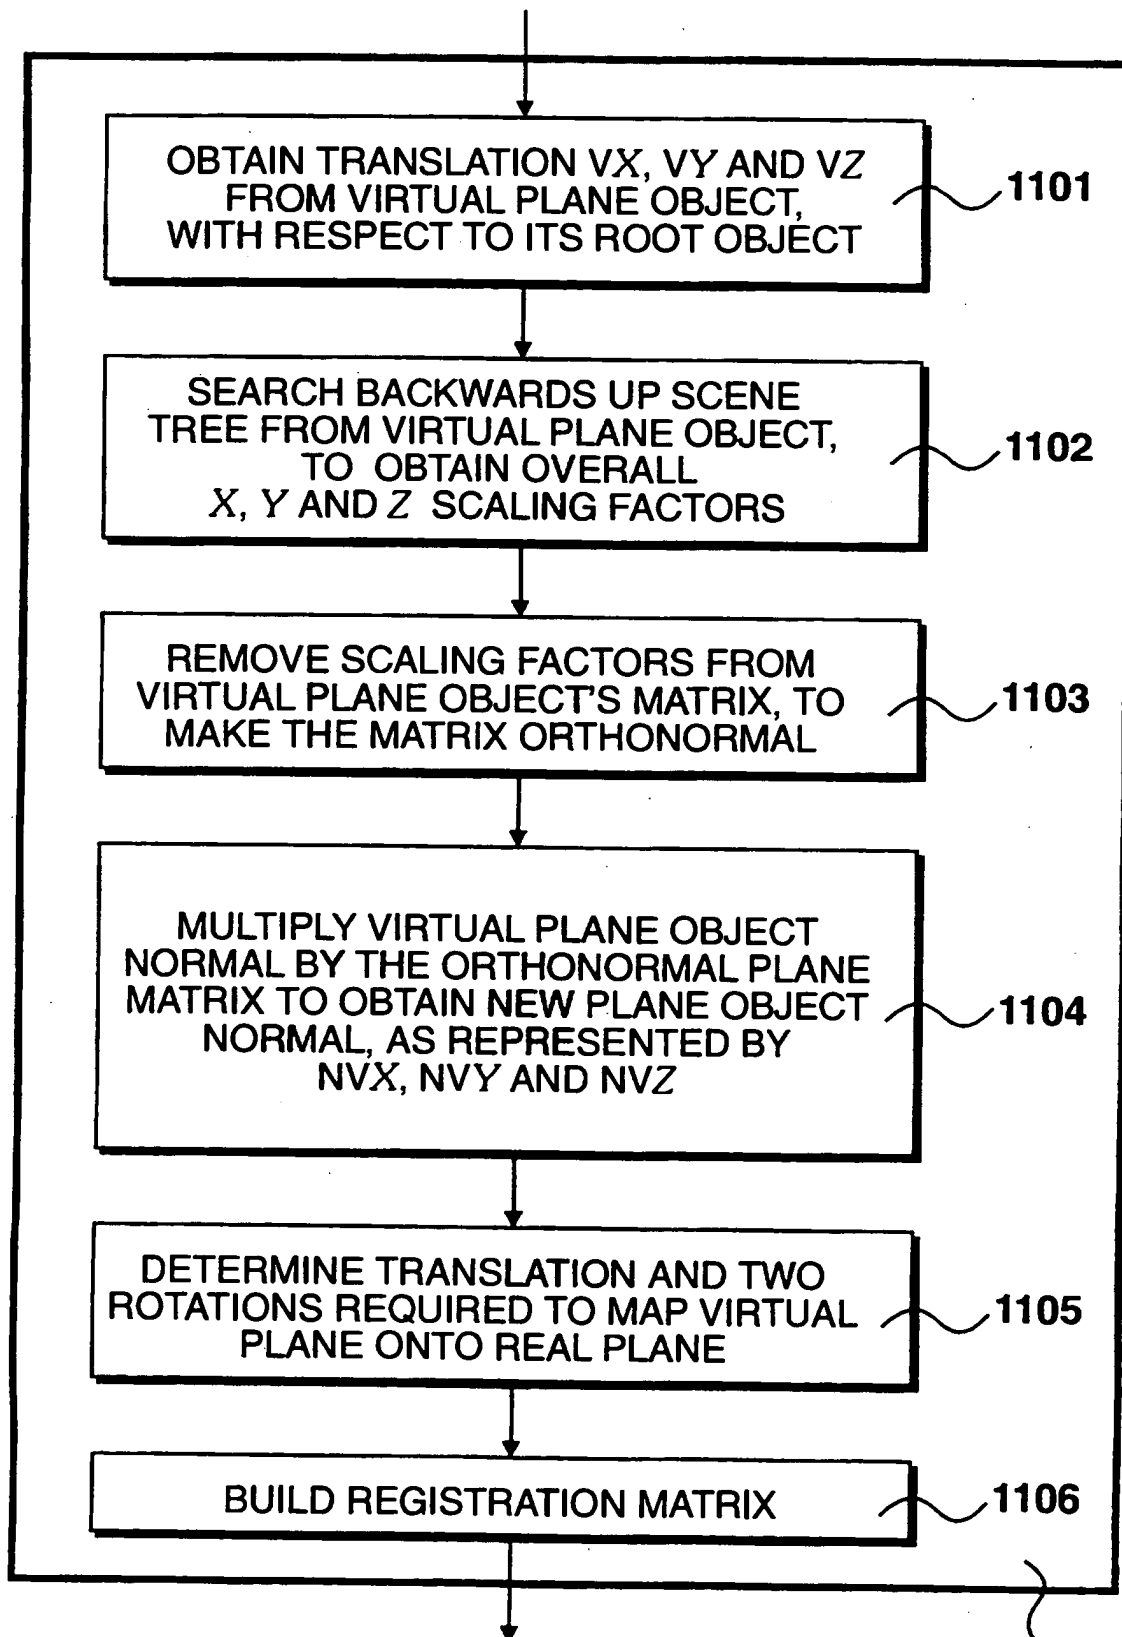 OBTAIN TRANSLATION VX, VY AND VZ
FROM VIRTUAL PLANE OBJECT,
WITH RESPECT TO ITS ROOT OBJECT
1101
SEARCH BACKWARDS UP SCENE
TREE FROM VIRTUAL PLANE OBJECT,
TO OBTAIN OVERALL
X, Y AND Z SCALING FACTORS
1102
REMOVE SCALING FACTORS FROM
VIRTUAL PLANE OBJECT'S MATRIX, TO
MAKE THE MATRIX ORTHONORMAL
1103
MULTIPLY VIRTUAL PLANE OBJECT
NORMAL BY THE ORTHONORMAL PLANE
MATRIX TO OBTAIN NEW PLANE OBJECT
NORMAL, AS REPRESENTED BY
NVX, NVY AND NVZ
1104
DETERMINE TRANSLATION AND TWO
ROTATIONS REQUIRED TO MAP VIRTUAL
PLANE ONTO REAL PLANE
1105
BUILD REGISTRATION MATRIX
1106